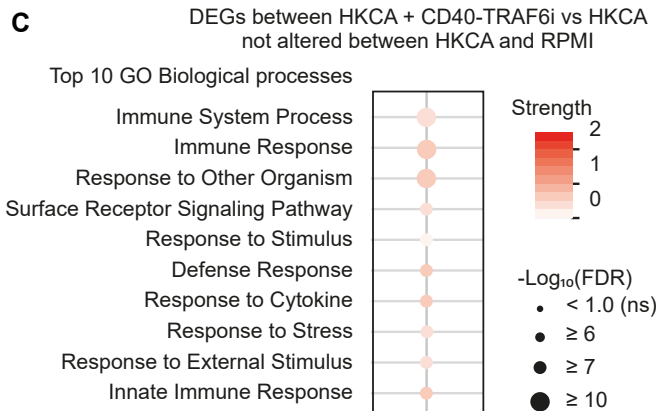 C
DEGs between HKCA + CD40-TRAF6i vs HKCA
not altered between HKCA and RPMI
Top 10 GO Biological processes
Immune System Process
Immune Response
Response to Other Organism
Surface Receptor Signaling Pathway
Response to Stimulus
Defense Response
Response to Cytokine
Response to Stress
Response to External Stimulus
Innate Immune Response
Strength
2
1
0
-Log₁₀(FDR)
< 1.0 (ns)
≥ 6
≥ 7
≥ 10